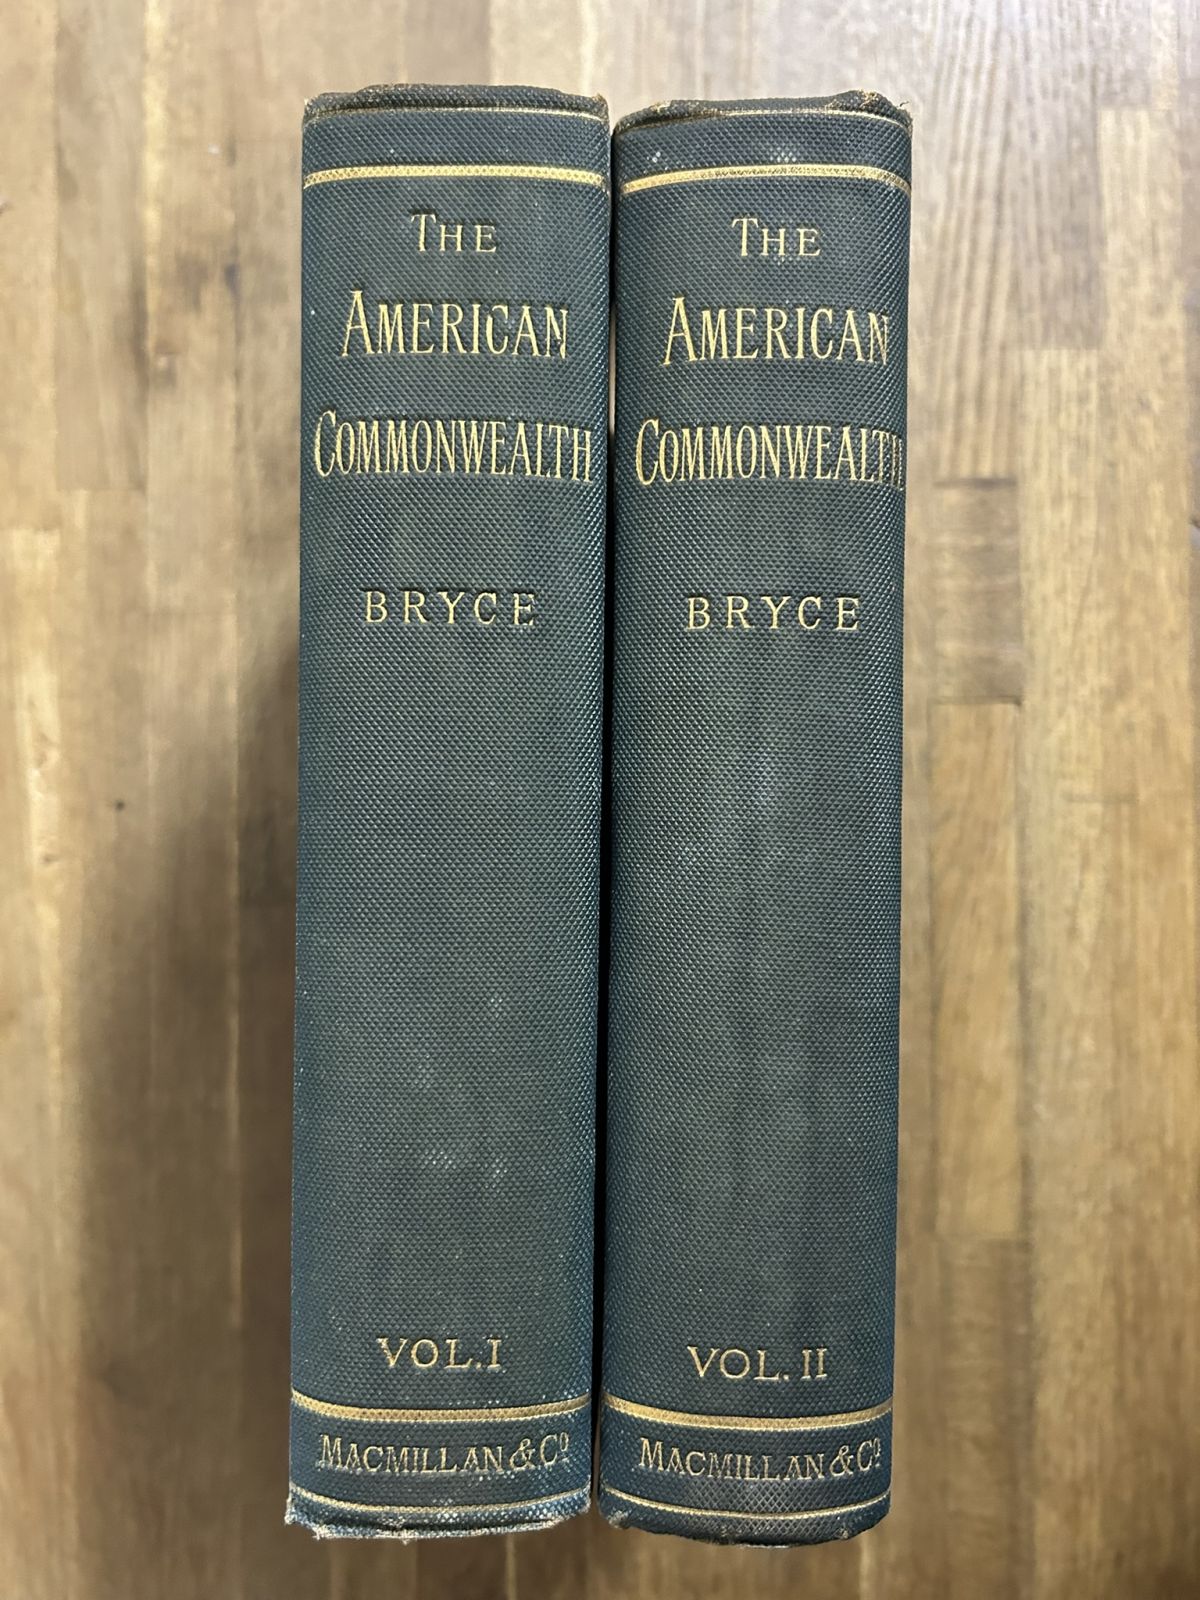 THE
AMERICAN
COMMONWEALTH
BRYCE
VOL. I
MACMILLAN & Cº
THE
AMERICAN
COMMONWEALTH
BRYCE
VOL. II
MACMILLAN & Cº